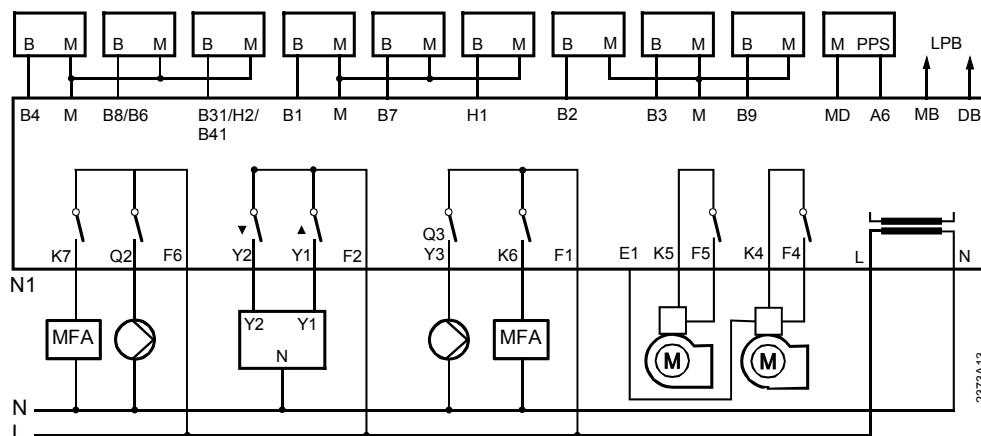 B M B M B M B M B M B M B M B M B M M PPS LPB
B4 M B8/B6 B31/H2/ B1 M B7 H1 B2 B3 M B9 MD A6 MB DB
B41
Q3
K7 Q2 F6 Y2 Y1 F2 Y3 K6 F1 E1 K5 F5 K4 F4 L N
N1
MFA Y2 Y1 MFA
N M M
2373A13
N
L